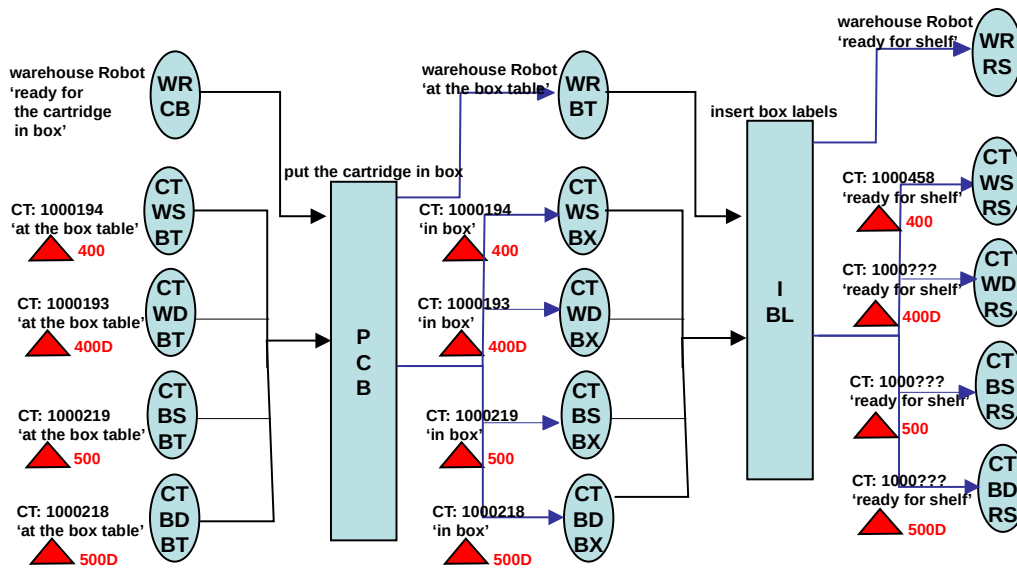 warehouse Robot
‘ready for
the cartridge
in box’
WR
CB
CT: 1000194
‘at the box table’
400
CT
WS
BT
CT: 1000193
‘at the box table’
400D
CT
WD
BT
CT: 1000219
‘at the box table’
500
CT
BS
BT
CT: 1000218
‘at the box table’
500D
CT
BD
BT
put the cartridge in box
P
C
B
warehouse Robot
‘at the box table’
WR
BT
CT: 1000194
‘in box’
400
CT
WS
BX
CT: 1000193
‘in box’
400D
CT
WD
BX
CT: 1000219
‘in box’
500
CT
BS
BX
CT: 1000218
‘in box’
500D
CT
BD
BX
insert box labels
I
BL
warehouse Robot
‘ready for shelf’
WR
RS
CT: 1000458
‘ready for shelf’
400
CT
WS
RS
CT: 1000???
‘ready for shelf’
400D
CT
WD
RS
CT: 1000???
‘ready for shelf’
500
CT
BS
RS
CT: 1000???
‘ready for shelf’
500D
CT
BD
RS